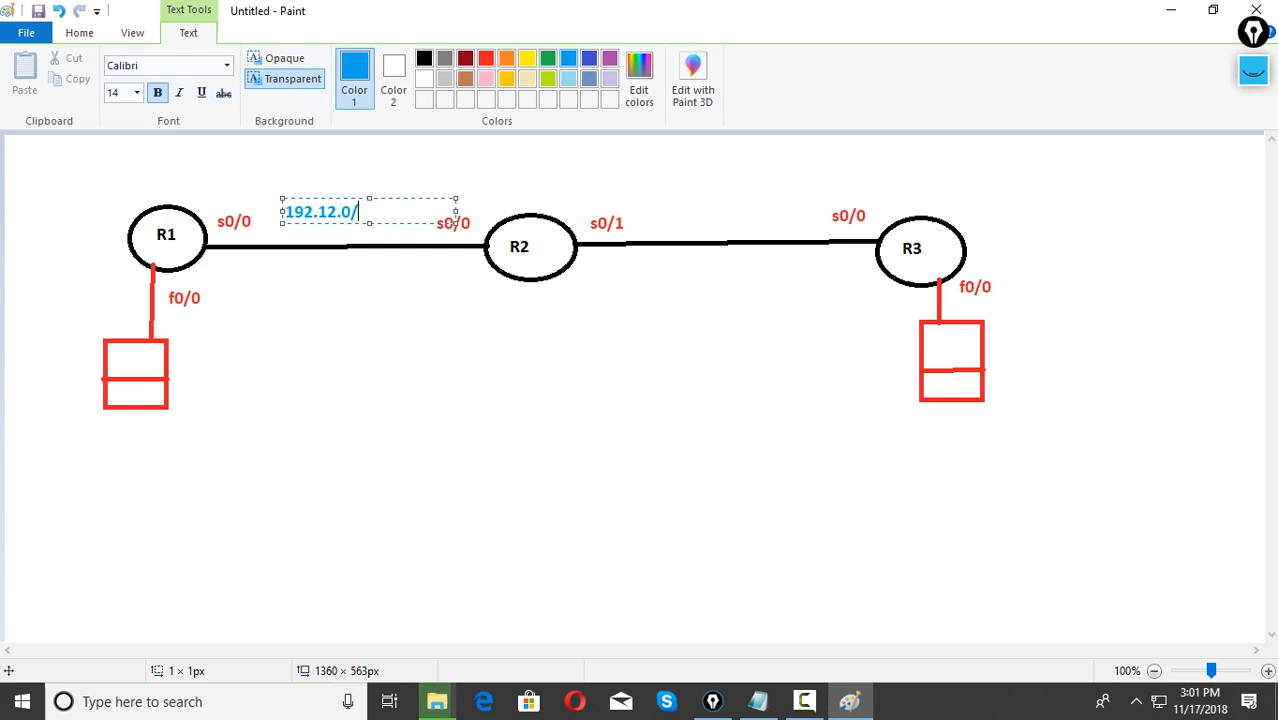 Text Tools
Untitled - Paint
File
Home
View
Text
Paste
Cut
Copy
Clipboard
Calibri
14
B
I
U
abc
Font
A
Opaque
A
Transparent
Background
Color 1
Color 2
Edit colors
Edit with Paint 3D
Colors
192.12.0/
R1
s0/0
s0/0
R2
s0/1
s0/0
R3
f0/0
f0/0
1 × 1px
1360 × 563px
100%
Type here to search
3:01 PM
11/17/2018